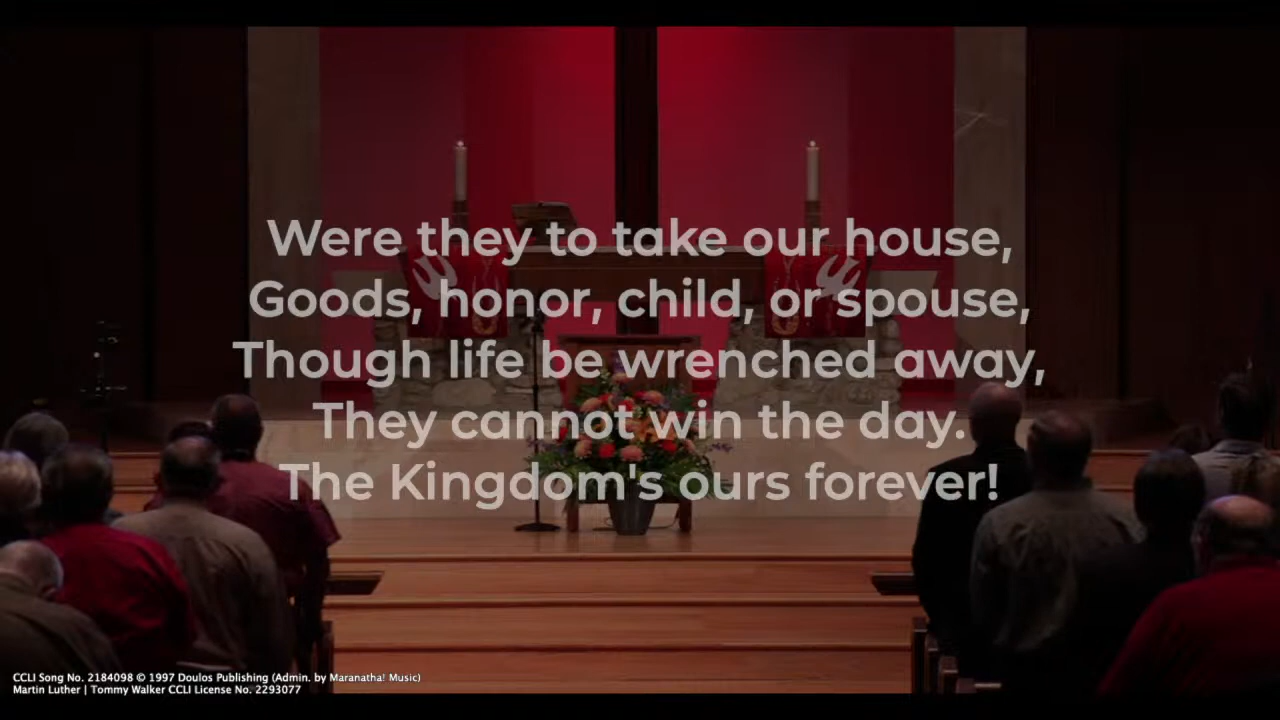 Were they to take our house,
Goods, honor, child, or spouse,
Though life be wrenched away,
They cannot win the day.
The Kingdom's ours forever!
CCLI Song No. 2184098 © 1997 Doulos Publishing (Admin. by Maranatha! Music)
Martin Luther | Tommy Walker CCLI License No. 2293077